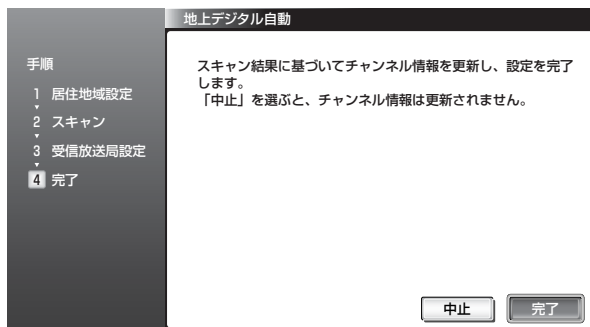 地上デジタル自動
手順
1 居住地域設定
2 スキャン
3 受信放送局設定
4 完了
スキャン結果に基づいてチャンネル情報を更新し、設定を完了
します。
「中止」を選ぶと、チャンネル情報は更新されません。
中止
完了